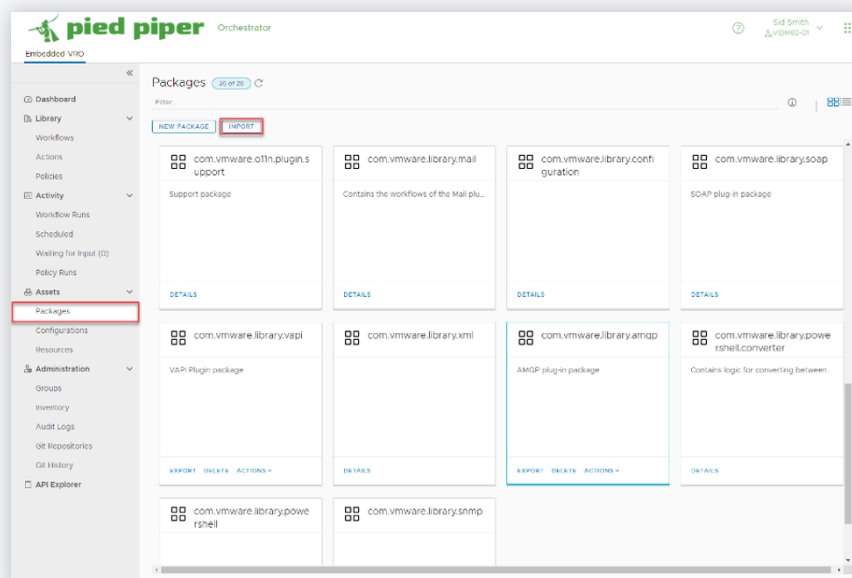 pied piper
Orchestrator
Sid Smith
VIDM82-01
Embedded-VRO
Dashboard
Library
Workflows
Actions
Policies
Activity
Workflow Runs
Scheduled
Waiting for Input (0)
Policy Runs
Assets
Packages
Configurations
Resources
Administration
Groups
Inventory
Audit Logs
Git Repositories
Git History
API Explorer
Packages 26 of 26
Filter...
NEW PACKAGE IMPORT
com.vmware.o11n.plugin.s
upport
Support package
DETAILS
com.vmware.library.mail
Contains the workflows of the Mail plu...
DETAILS
com.vmware.library.confi
guration
DETAILS
com.vmware.library.soap
SOAP plug-in package
DETAILS
com.vmware.library.vapi
VAPI Plugin package
EXPORT DELETE ACTIONS
com.vmware.library.xml
DETAILS
com.vmware.library.amqp
AMQP plug-in package
EXPORT DELETE ACTIONS
com.vmware.library.powe
rshell.converter
Contains logic for converting between...
DETAILS
com.vmware.library.powe
rshell
com.vmware.library.snmp